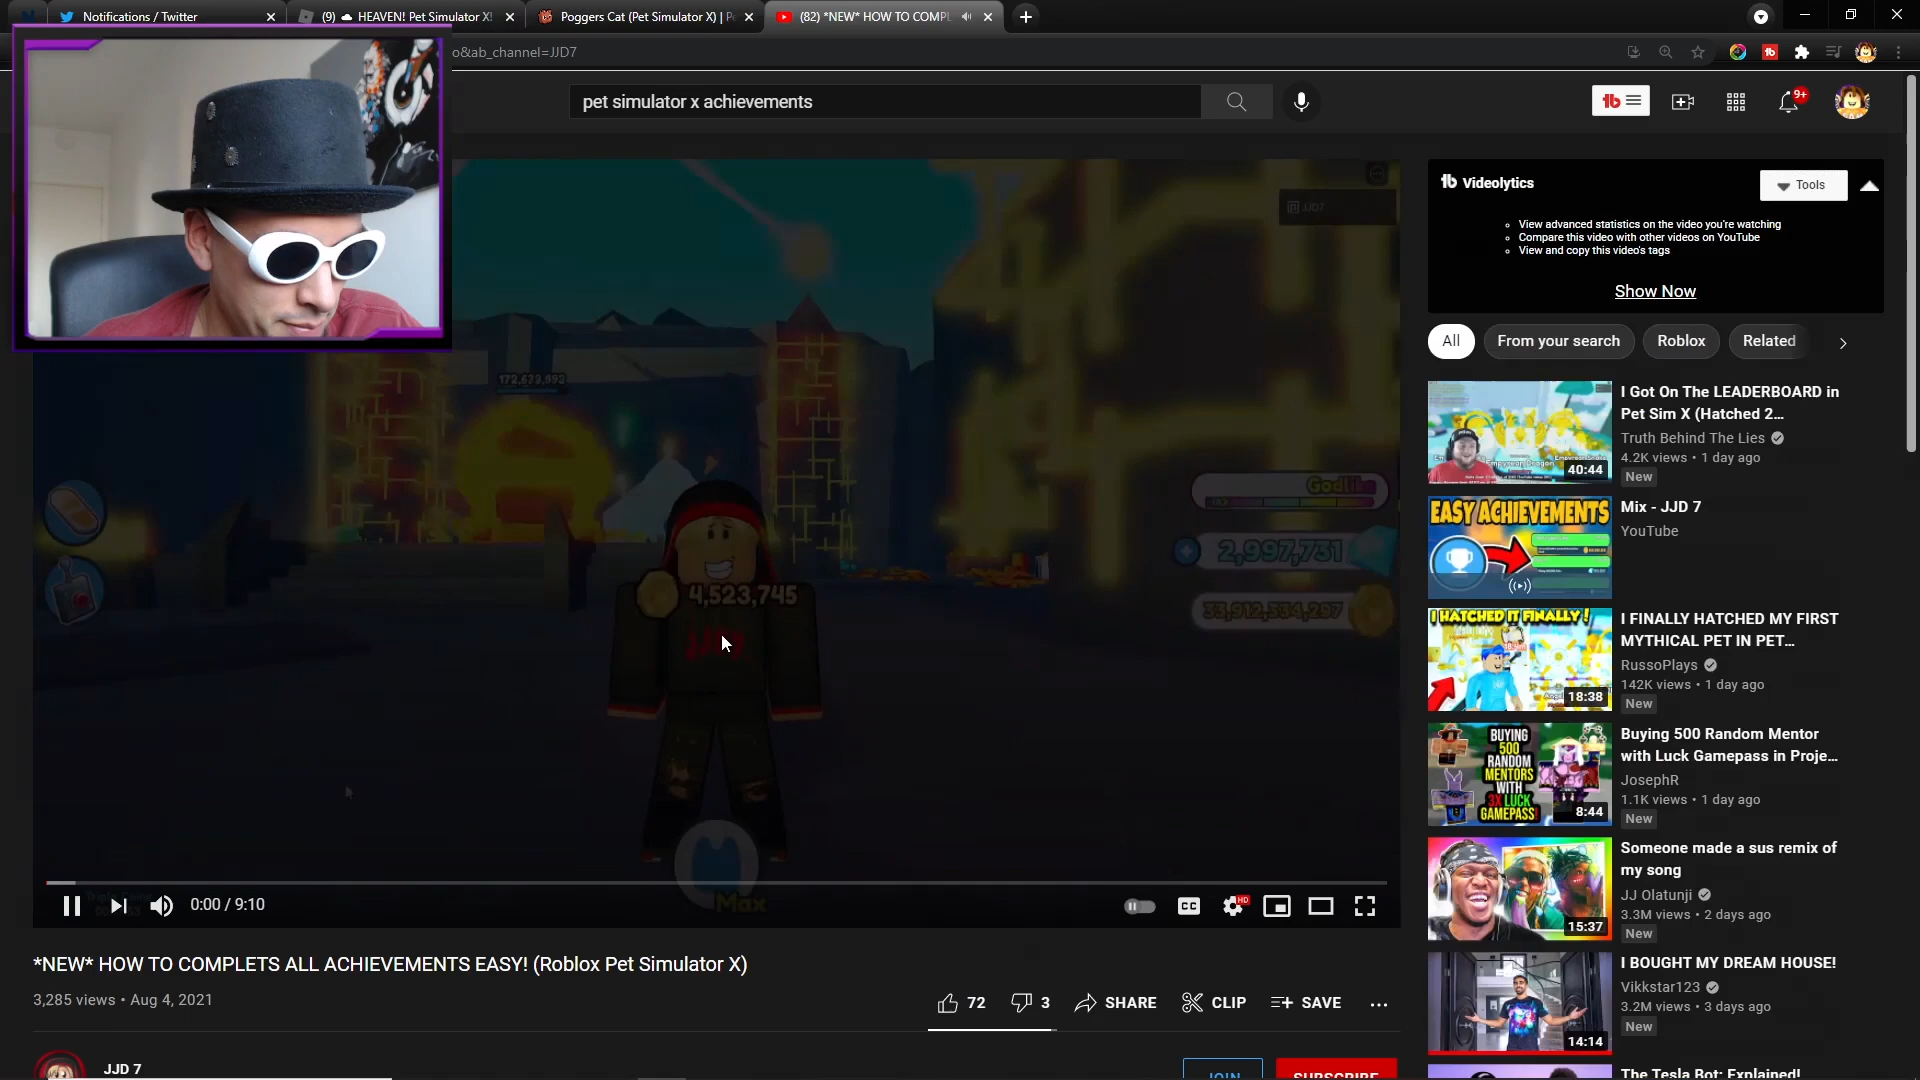 Notifications / Twitter
(9) HEAVEN! Pet Simulator X!
Poggers Cat (Pet Simulator X) | Pe
(82) *NEW* HOW TO COMPL
o&ab_channel=JJD7
pet simulator x achievements
9+
JJD7
Videolytics
Tools
View advanced statistics on the video you're watching
Compare this video with other videos on YouTube
View and copy this video's tags
Show Now
All
From your search
Roblox
Related
Godlike
2,997,731
33,912,334,297
4,523,745
Max
0:00 / 9:10
CC
HD
*NEW* HOW TO COMPLETS ALL ACHIEVEMENTS EASY! (Roblox Pet Simulator X)
3,285 views • Aug 4, 2021
72
3
SHARE
CLIP
SAVE
JJD 7
JOIN
SUBSCRIBE
I Got On The LEADERBOARD in
Pet Sim X (Hatched 2...
Truth Behind The Lies
4.2K views • 1 day ago
New
40:44
EASY ACHIEVEMENTS
Mix - JJD 7
YouTube
I HATCHED IT FINALLY!
18:38
I FINALLY HATCHED MY FIRST
MYTHICAL PET IN PET...
RussoPlays
142K views • 1 day ago
New
BUYING
500
RANDOM
MENTORS
WITH
3X LUCK
GAMEPASS!
8:44
Buying 500 Random Mentor
with Luck Gamepass in Proje...
JosephR
1.1K views • 1 day ago
New
15:37
Someone made a sus remix of
my song
JJ Olatunji
3.3M views • 2 days ago
New
14:14
I BOUGHT MY DREAM HOUSE!
Vikkstar123
3.2M views • 3 days ago
New
The Tesla Bot: Explained!